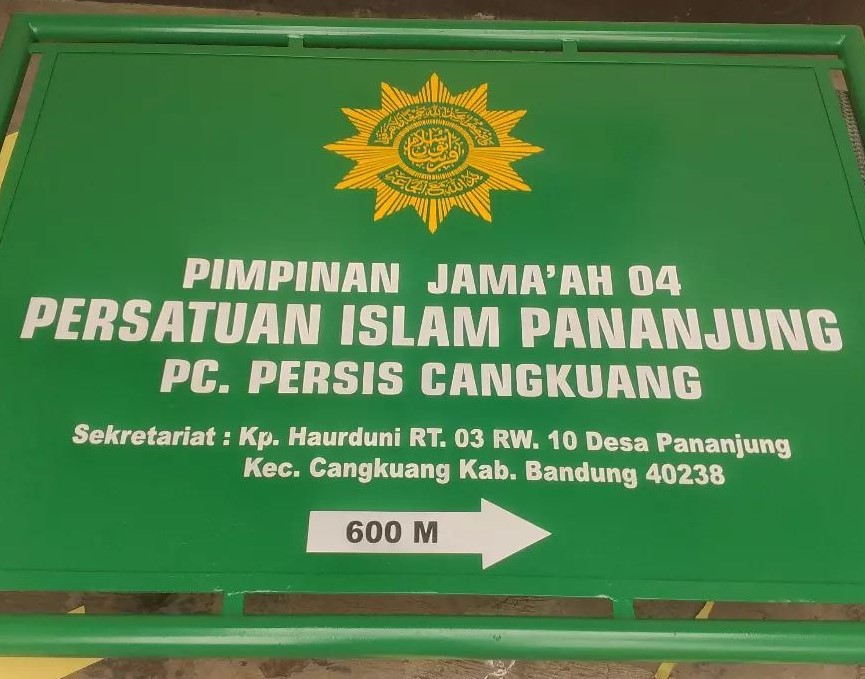 PIMPINAN JAMA'AH 04
PERSATUAN ISLAM PANANJUNG
PC. PERSIS CANGKUANG
Sekretariat : Kp. Haurduni RT. 03 RW. 10 Desa Pananjung
Kec. Cangkuang Kab. Bandung 40238
600 M